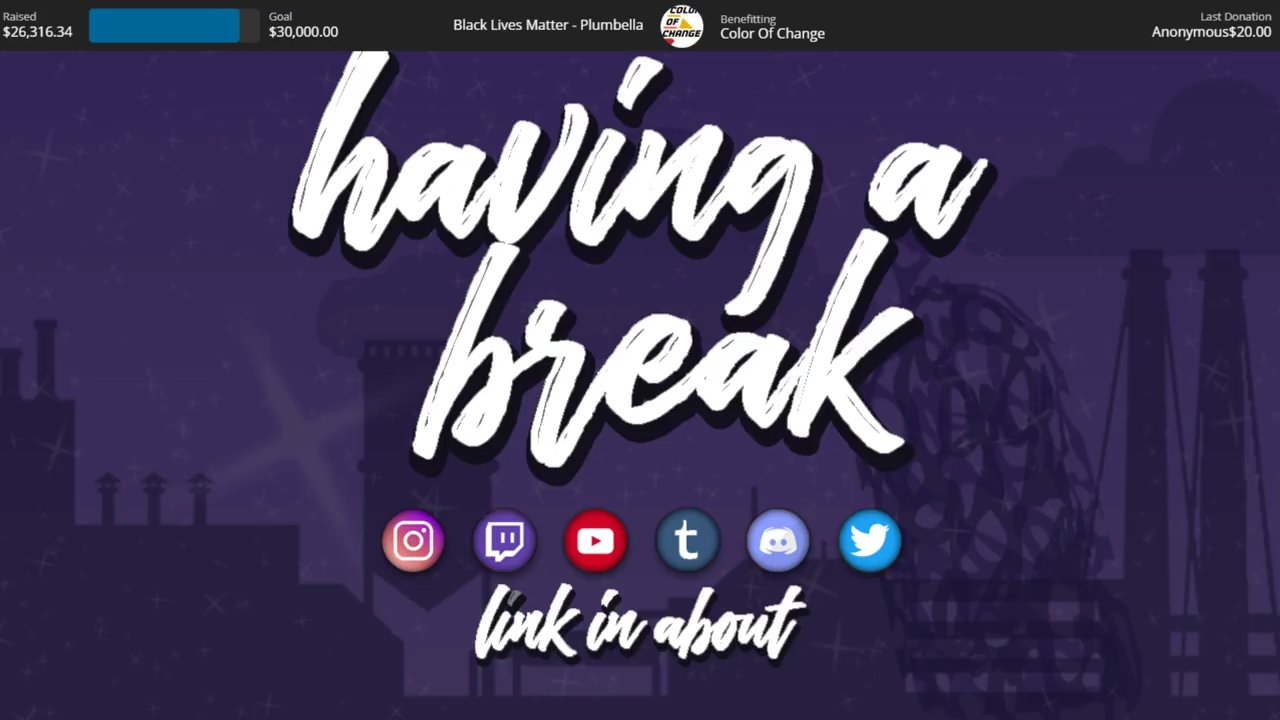 Raised
$26,316.34
Goal
$30,000.00
Black Lives Matter - Plumbella
COLOR
OF
CHANGE
Benefitting
Color Of Change
Last Donation
Anonymous$20.00
having a
break
link in about